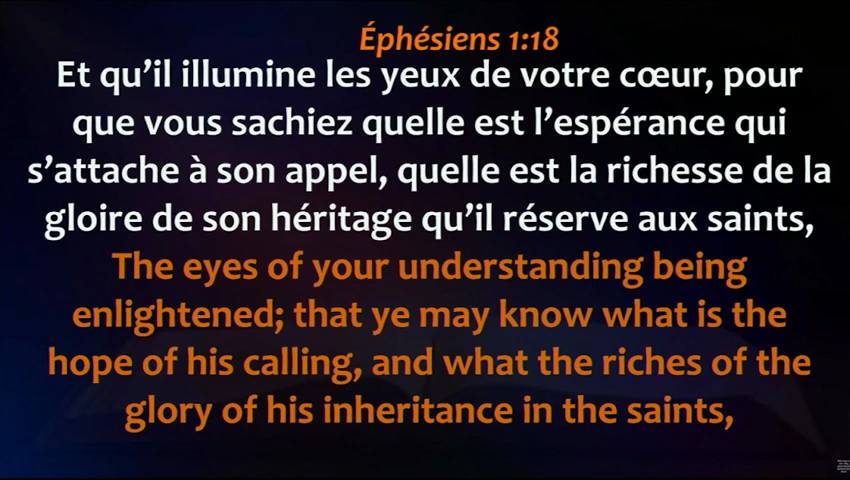 Éphésiens 1:18
Et qu’il illumine les yeux de votre cœur, pour
que vous sachiez quelle est l’espérance qui
s’attache à son appel, quelle est la richesse de la
gloire de son héritage qu’il réserve aux saints,
The eyes of your understanding being
enlightened; that ye may know what is the
hope of his calling, and what the riches of the
glory of his inheritance in the saints,